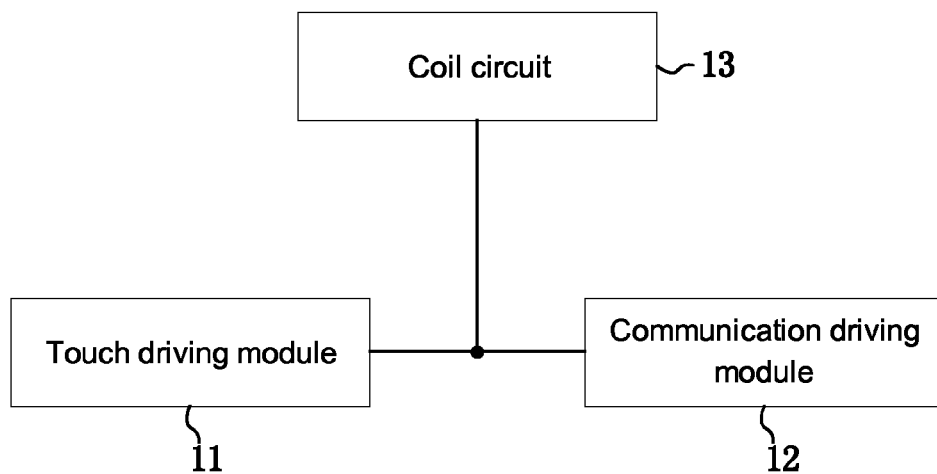 Coil circuit
13
Touch driving module
Communication driving
module
11
12